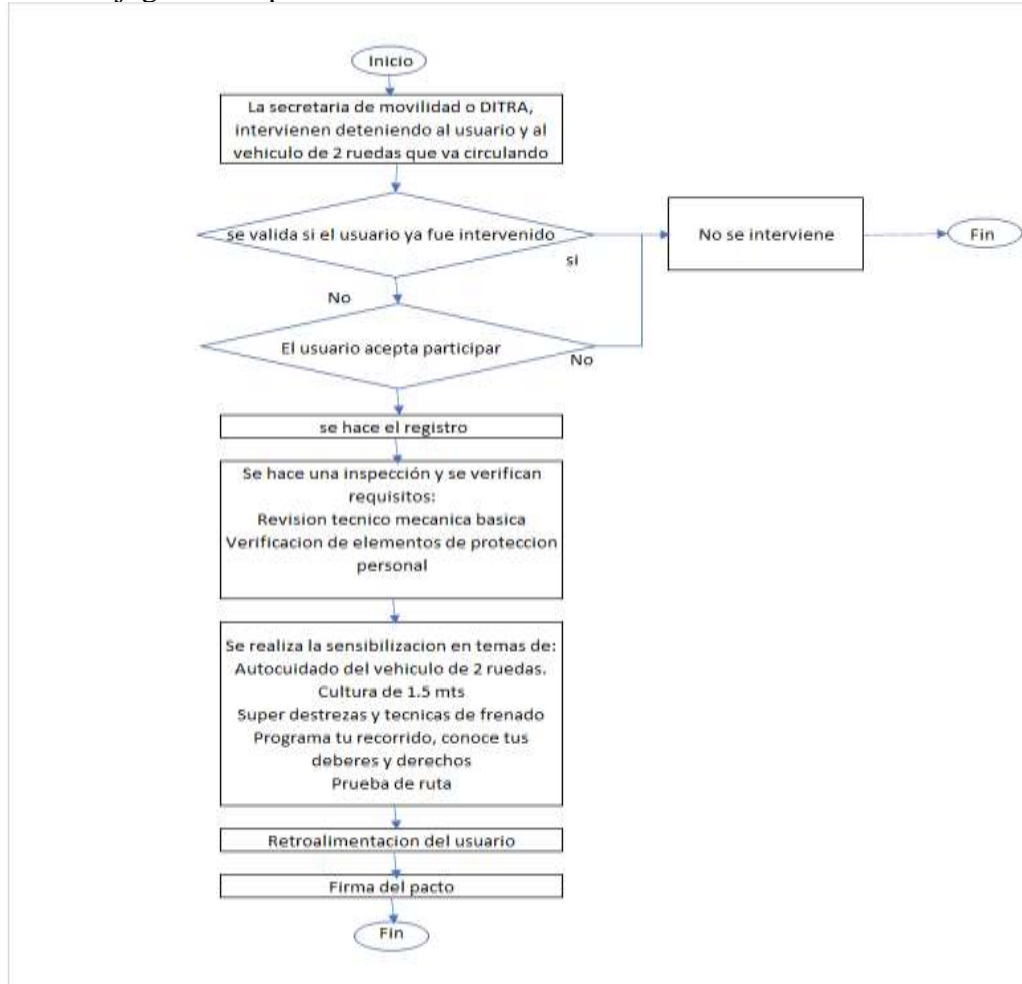 Inicio
La secretaria de movilidad o DITRA,
intervienen deteniendo al usuario y al
vehiculo de 2 ruedas que va circulando
se valida si el usuario ya fue intervenido
si
No se interviene
Fin
No
El usuario acepta participar
No
se hace el registro
Se hace una inspección y se verifican
requisitos:
Revision tecnico mecanica basica
Verificacion de elementos de proteccion
personal
Se realiza la sensibilizacion en temas de:
Autocuidado del vehiculo de 2 ruedas.
Cultura de 1.5 mts
Super destrezas y tecnicas de frenado
Programa tu recorrido, conoce tus
deberes y derechos
Prueba de ruta
Retroalimentacion del usuario
Firma del pacto
Fin